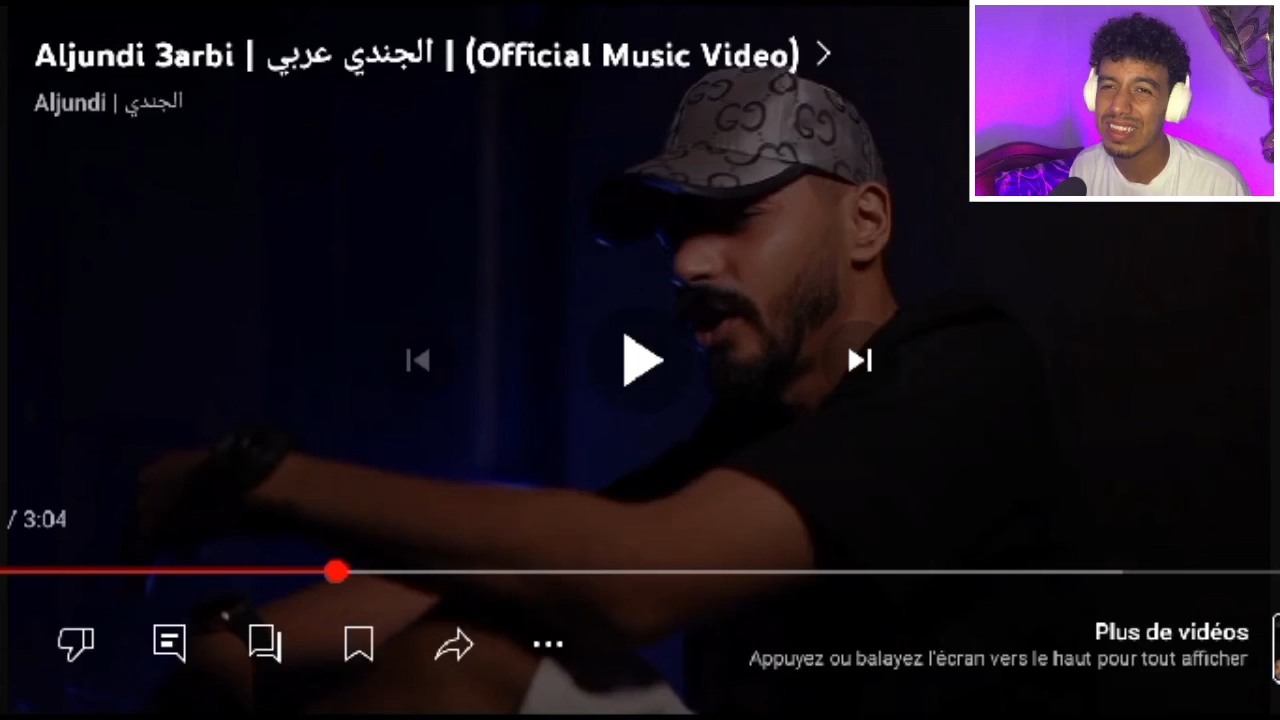 Aljundi 3arbi | الجندي عربي | (Official Music Video)
Aljundi | الجندي
/ 3:04
Plus de vidéos
Appuyez ou balayez l'écran vers le haut pour tout afficher